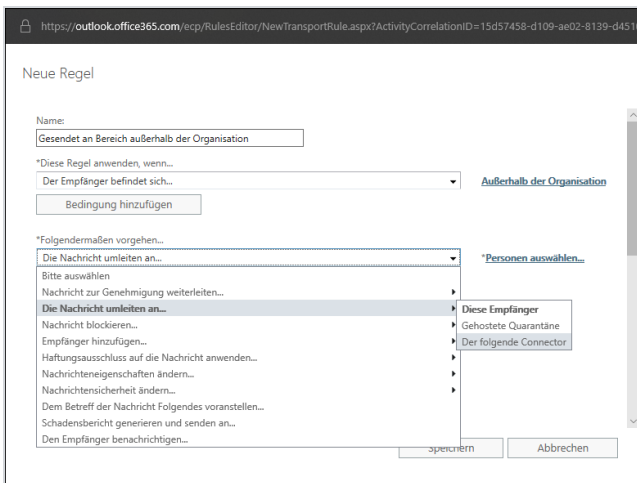 https://outlook.office365.com/ecp/RulesEditor/NewTransportRule.aspx?ActivityCorrelationID=15d57458-d109-ae02-8139-d451
Neue Regel
Name:
Gesendet an Bereich außerhalb der Organisation
*Diese Regel anwenden, wenn...
Der Empfänger befindet sich...
Außerhalb der Organisation
Bedingung hinzufügen
*Folgendermaßen vorgehen...
Die Nachricht umleiten an...
*Personen auswählen...
Bitte auswählen
Nachricht zur Genehmigung weiterleiten...
Die Nachricht umleiten an...
Diese Empfänger
Nachricht blockieren...
Gehostete Quarantäne
Empfänger hinzufügen...
Der folgende Connector
Haftungsausschluss auf die Nachricht anwenden...
Nachrichteneigenschaften ändern...
Nachrichtensicherheit ändern...
Dem Betreff der Nachricht Folgendes voranstellen...
Schadensbericht generieren und senden an...
Den Empfänger benachrichtigen...
Speichern
Abbrechen